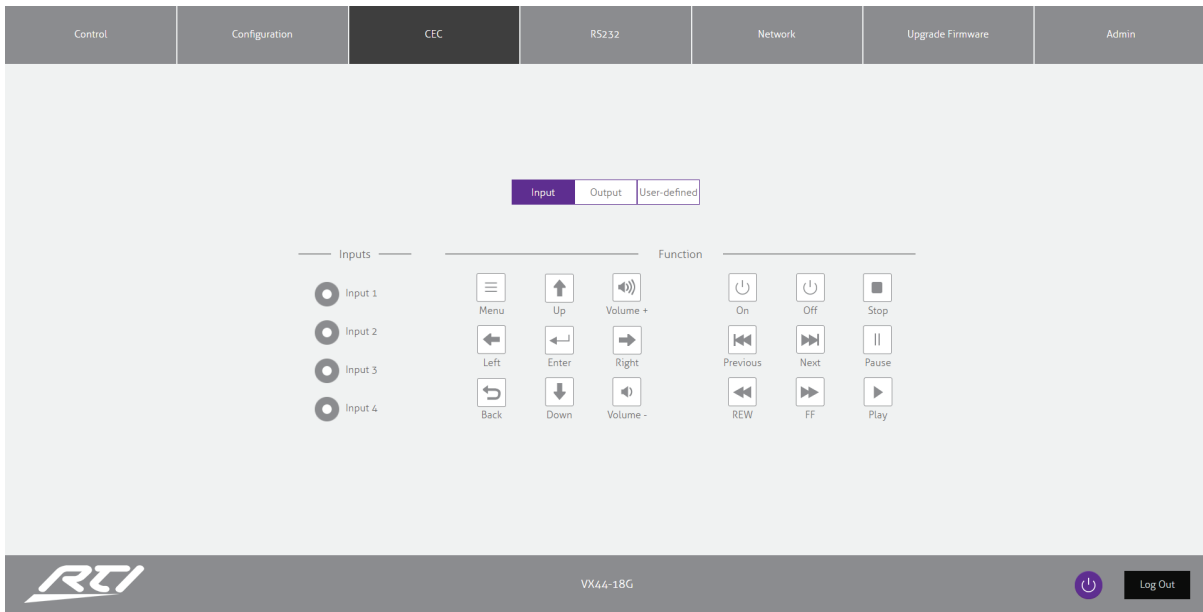 Control Configuration CEC RS232 Network Upgrade Firmware Admin
Input Output User-defined
Inputs Function
Input 1
Input 2
Input 3
Input 4
Menu Up Volume + On Off Stop
Left Enter Right Previous Next Pause
Back Down Volume - REW FF Play
RTI VX44-18G Log Out